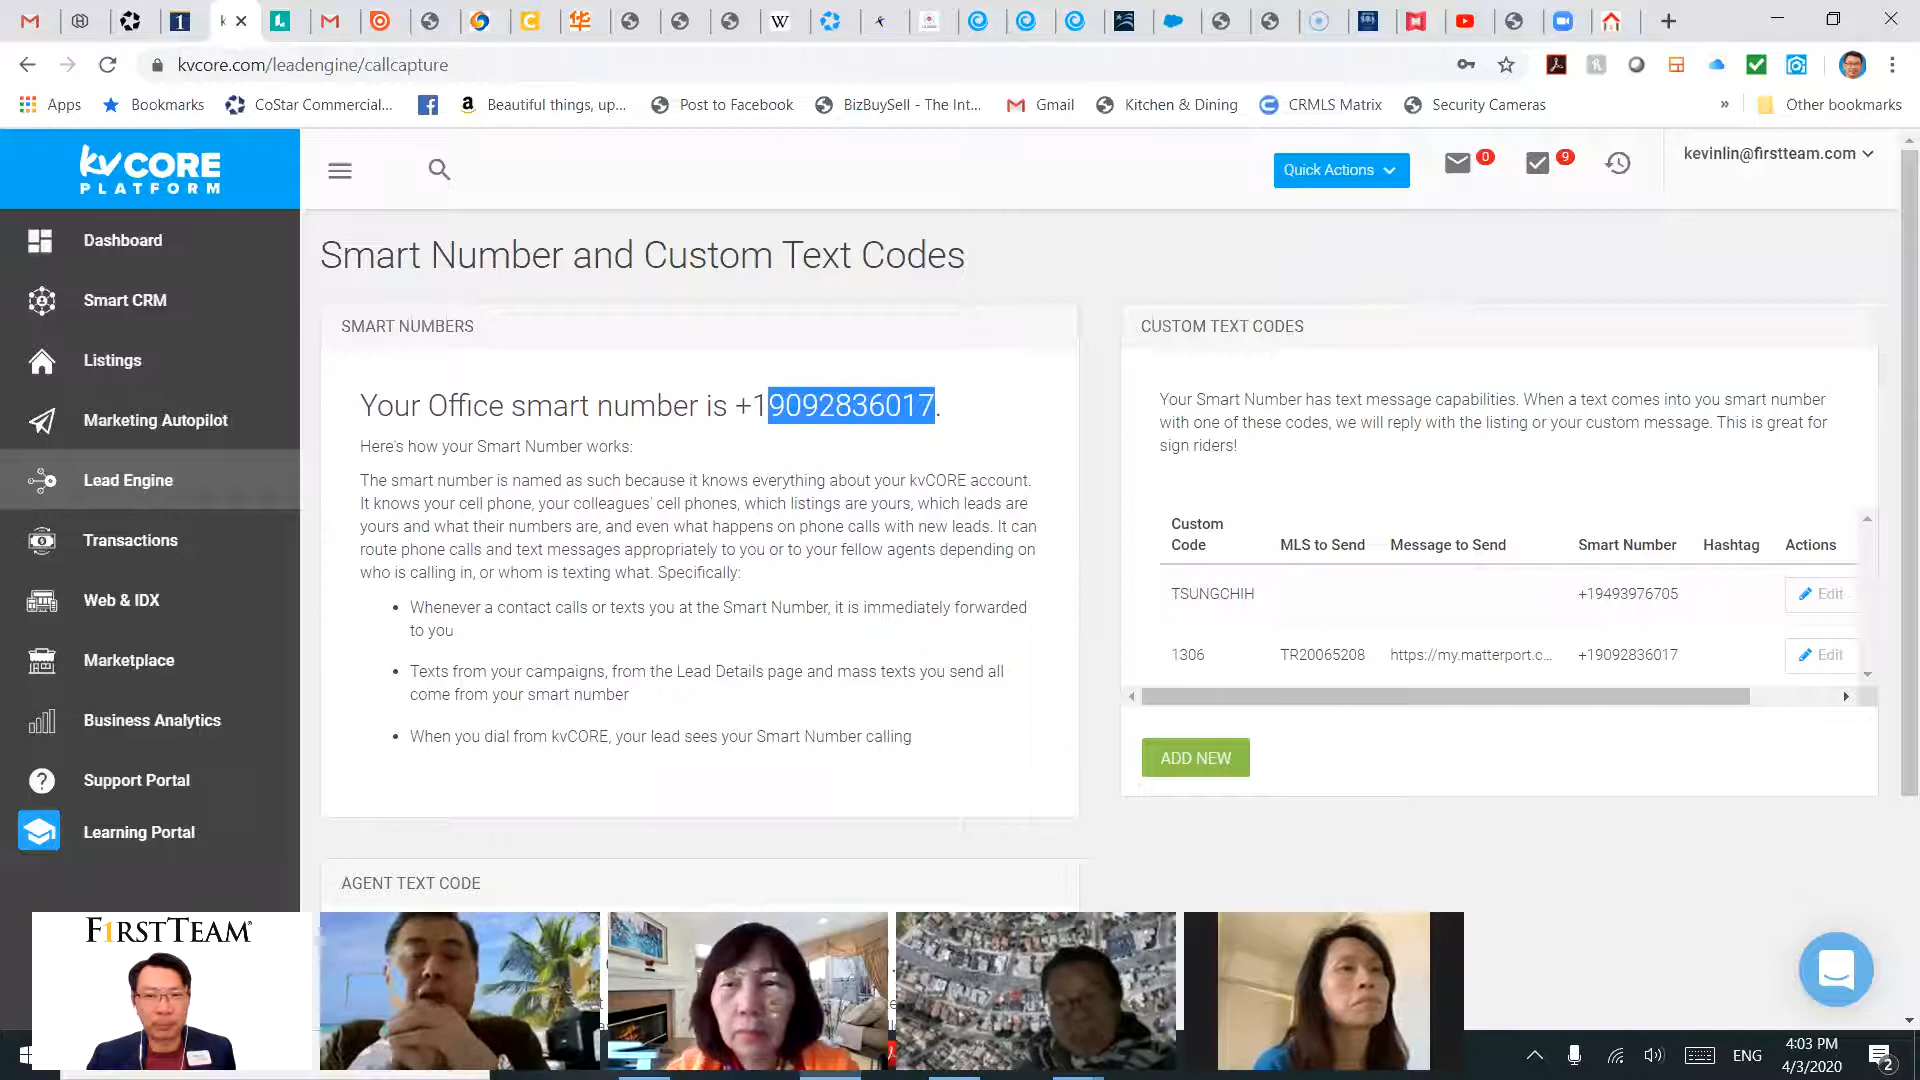 kvcore.com/leadengine/callcapture
Apps
Bookmarks
CoStar Commercial...
Beautiful things, up...
Post to Facebook
BizBuySell - The Int...
Gmail
Kitchen & Dining
CRMLS Matrix
Security Cameras
»
Other bookmarks
kvCORE
PLATFORM
Quick Actions
0
9
kevinlin@firstteam.com
Dashboard
Smart CRM
Listings
Marketing Autopilot
Lead Engine
Transactions
Web & IDX
Marketplace
Business Analytics
Support Portal
Learning Portal
Smart Number and Custom Text Codes
SMART NUMBERS
Your Office smart number is +19092836017.
Here's how your Smart Number works:
The smart number is named as such because it knows everything about your kvCORE account.
It knows your cell phone, your colleagues' cell phones, which listings are yours, which leads are
yours and what their numbers are, and even what happens on phone calls with new leads. It can
route phone calls and text messages appropriately to you or to your fellow agents depending on
who is calling in, or whom is texting what. Specifically:
• Whenever a contact calls or texts you at the Smart Number, it is immediately forwarded
to you
• Texts from your campaigns, from the Lead Details page and mass texts you send all
come from your smart number
• When you dial from kvCORE, your lead sees your Smart Number calling
AGENT TEXT CODE
CUSTOM TEXT CODES
Your Smart Number has text message capabilities. When a text comes into you smart number
with one of these codes, we will reply with the listing or your custom message. This is great for
sign riders!
Custom
Code MLS to Send Message to Send Smart Number Hashtag Actions
TSUNGCHIH +19493976705 Edit
1306 TR20065208 https://my.matterport.c... +19092836017 Edit
ADD NEW
F1RSTTEAM
ENG
4:03 PM
4/3/2020
2